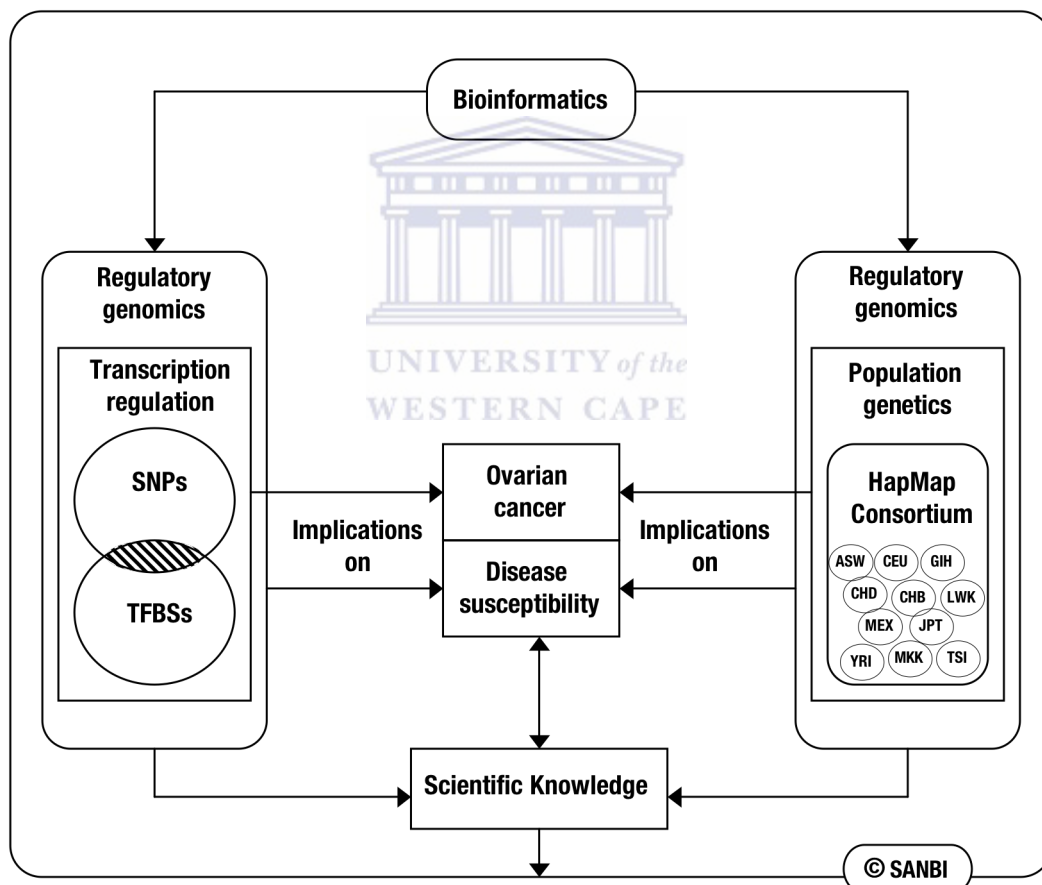 Bioinformatics
UNIVERSITY of the
WESTERN CAPE
Regulatory
genomics
Transcription
regulation
SNPs
TFBSs
Implications
on
Ovarian
cancer
Disease
susceptibility
Implications
on
Regulatory
genomics
Population
genetics
HapMap
Consortium
ASW CEU GIH
CHD CHB LWK
MEX JPT
YRI MKK TSI
Scientific Knowledge
© SANBI